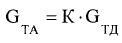 G_ТА = К · G_ТД